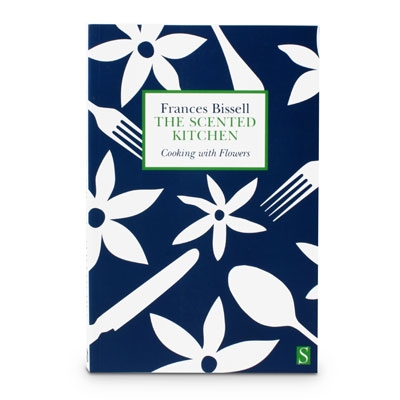 Frances Bissell
THE SCENTED
KITCHEN
Cooking with Flowers
S